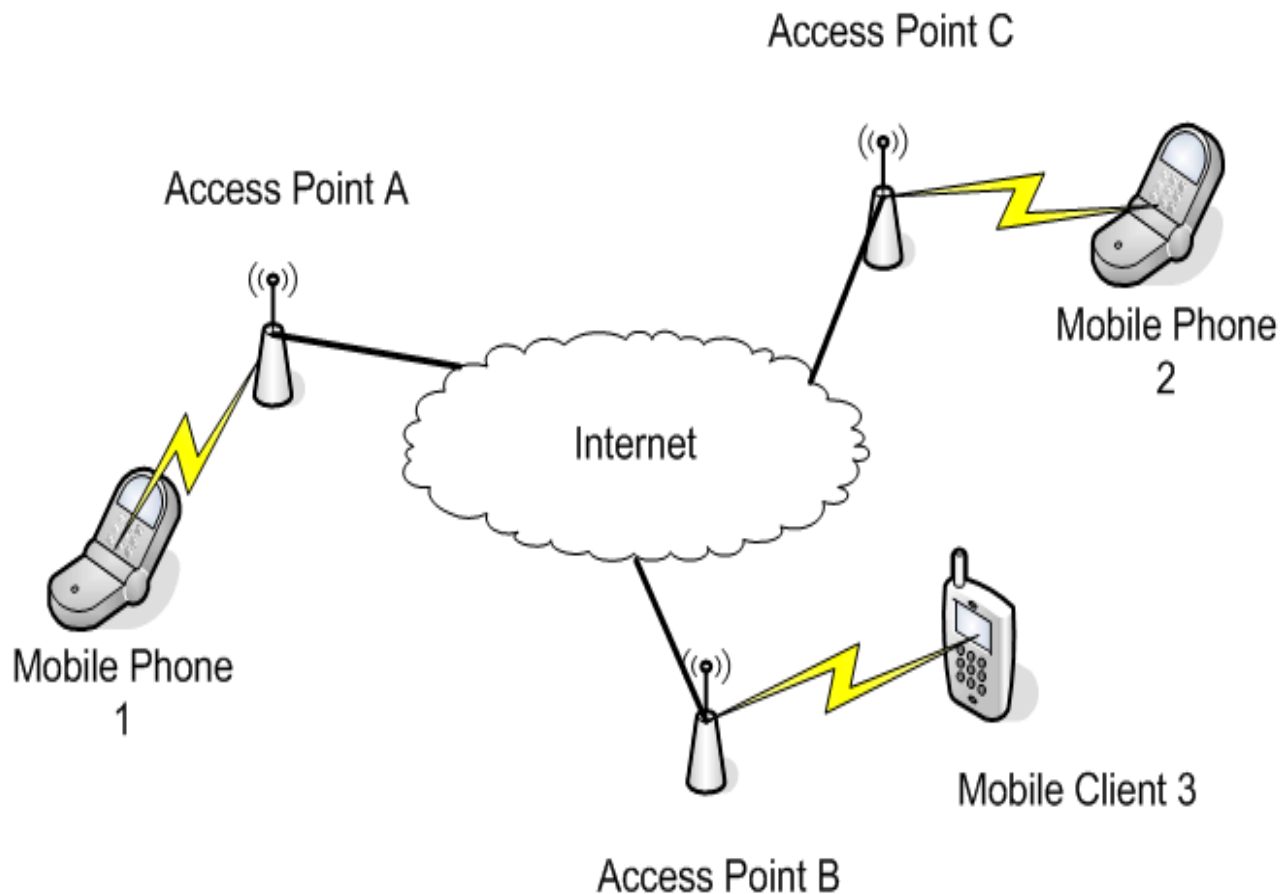 Access Point C
Access Point A
Mobile Phone
2
Internet
Mobile Phone
1
Mobile Client 3
Access Point B